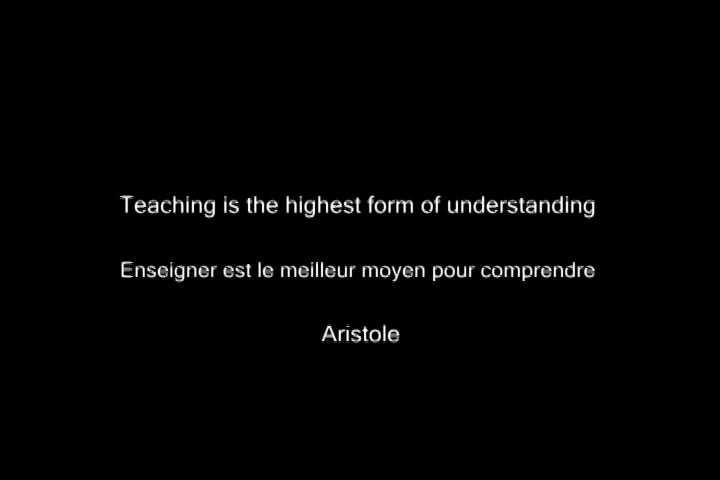 Teaching is the highest form of understanding
Enseigner est le meilleur moyen pour comprendre
Aristole